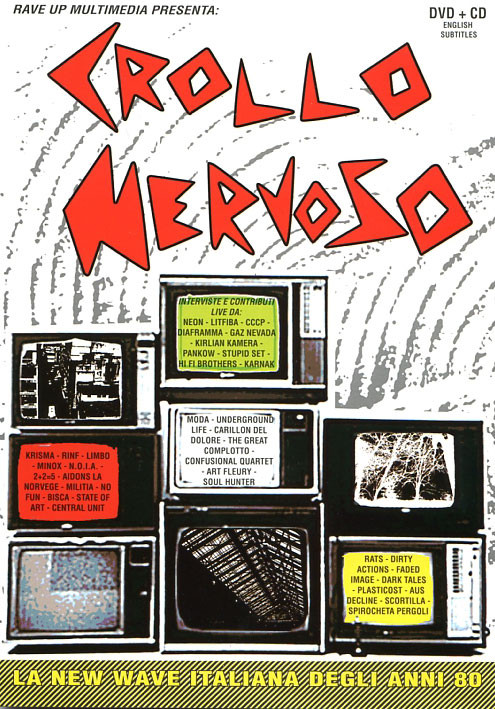 RAVE UP MULTIMEDIA PRESENTA:
DVD + CD
ENGLISH
SUBTITLES
CROLLO
NERVOSO
INTERVISTE E CONTRIBUTI
LIVE DA:
NEON - LITFIBA - CCCP -
DIAFRAMMA - GAZ NEVADA
- KIRLIAN KAMERA -
PANKOW - STUPID SET -
HI.FI BROTHERS - KARNAK
MODA - UNDERGROUND
LIFE - CARILLON DEL
DOLORE - THE GREAT
COMPLOTTO -
CONFUSIONAL QUARTET
- ART FLEURY -
SOUL HUNTER
KRISMA - RINF - LIMBO
- MINOX - N.O.I.A. -
2+2=5 - AIDONS LA
NORVEGE - MILITIA - NO
FUN - BISCA - STATE OF
ART - CENTRAL UNIT
RATS - DIRTY
ACTIONS - FADED
IMAGE - DARK TALES
- PLASTICOST - AUS
DECLINE - SCORTILLA -
SPIROCHETA PERGOLI
LA NEW WAVE ITALIANA DEGLI ANNI 80